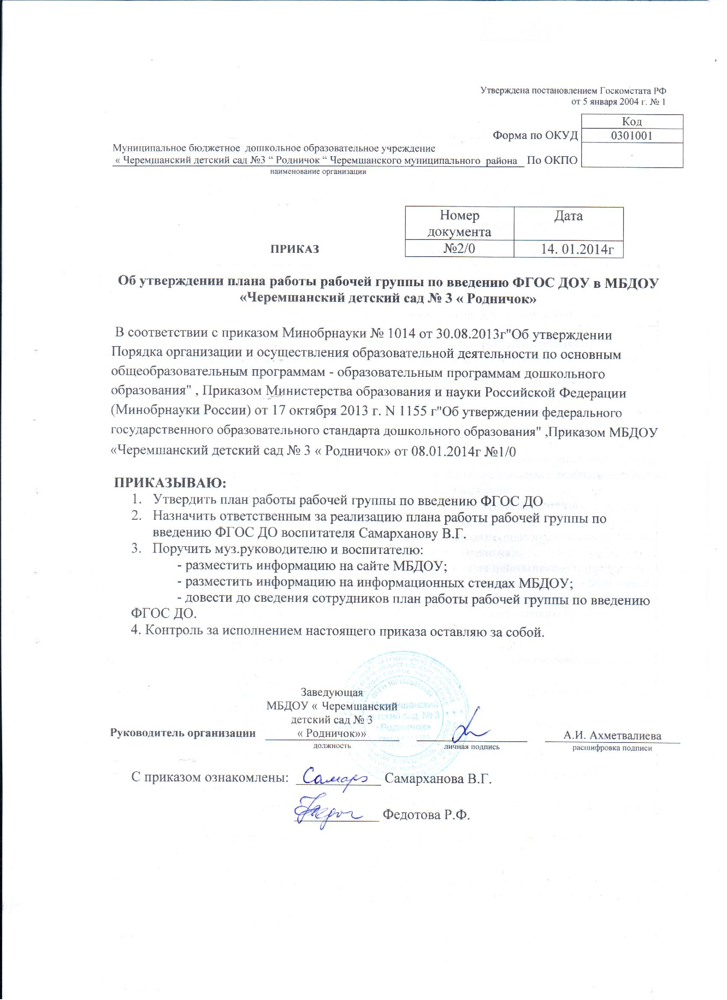 Утверждена постановлением Госкомстата РФ
от 5 января 2004 г. № 1
Код
Форма по ОКУД 0301001
Муниципальное бюджетное дошкольное образовательное учреждение
« Черемшанский детский сад №3 “ Родничок “ Черемшанского муниципального района По ОКПО
наименование организации
Номер документа Дата
ПРИКАЗ №2/0 14. 01.2014г
Об утверждении плана работы рабочей группы по введению ФГОС ДОУ в МБДОУ
«Черемшанский детский сад № 3 « Родничок»
В соответствии с приказом Минобрнауки № 1014 от 30.08.2013г"Об утверждении
Порядка организации и осуществления образовательной деятельности по основным
общеобразовательным программам - образовательным программам дошкольного
образования" , Приказом Министерства образования и науки Российской Федерации
(Минобрнауки России) от 17 октября 2013 г. N 1155 г"Об утверждении федерального
государственного образовательного стандарта дошкольного образования" ,Приказом МБДОУ
«Черемшанский детский сад № 3 « Родничок» от 08.01.2014г №1/0
ПРИКАЗЫВАЮ:
1. Утвердить план работы рабочей группы по введению ФГОС ДО
2. Назначить ответственным за реализацию плана работы рабочей группы по
введению ФГОС ДО воспитателя Самарханову В.Г.
3. Поручить муз.руководителю и воспитателю:
- разместить информацию на сайте МБДОУ;
- разместить информацию на информационных стендах МБДОУ;
- довести до сведения сотрудников план работы рабочей группы по введению
ФГОС ДО.
4. Контроль за исполнением настоящего приказа оставляю за собой.
Заведующая
МБДОУ « Черемшанский
детский сад № 3
Руководитель организации « Родничок»» А.И. Ахметвалиева
должность личная подпись расшифровка подписи
Черемшанский
детский сад № 3
«Родничок»
С приказом ознакомлены: Самарханова В.Г.
Федотова Р.Ф.